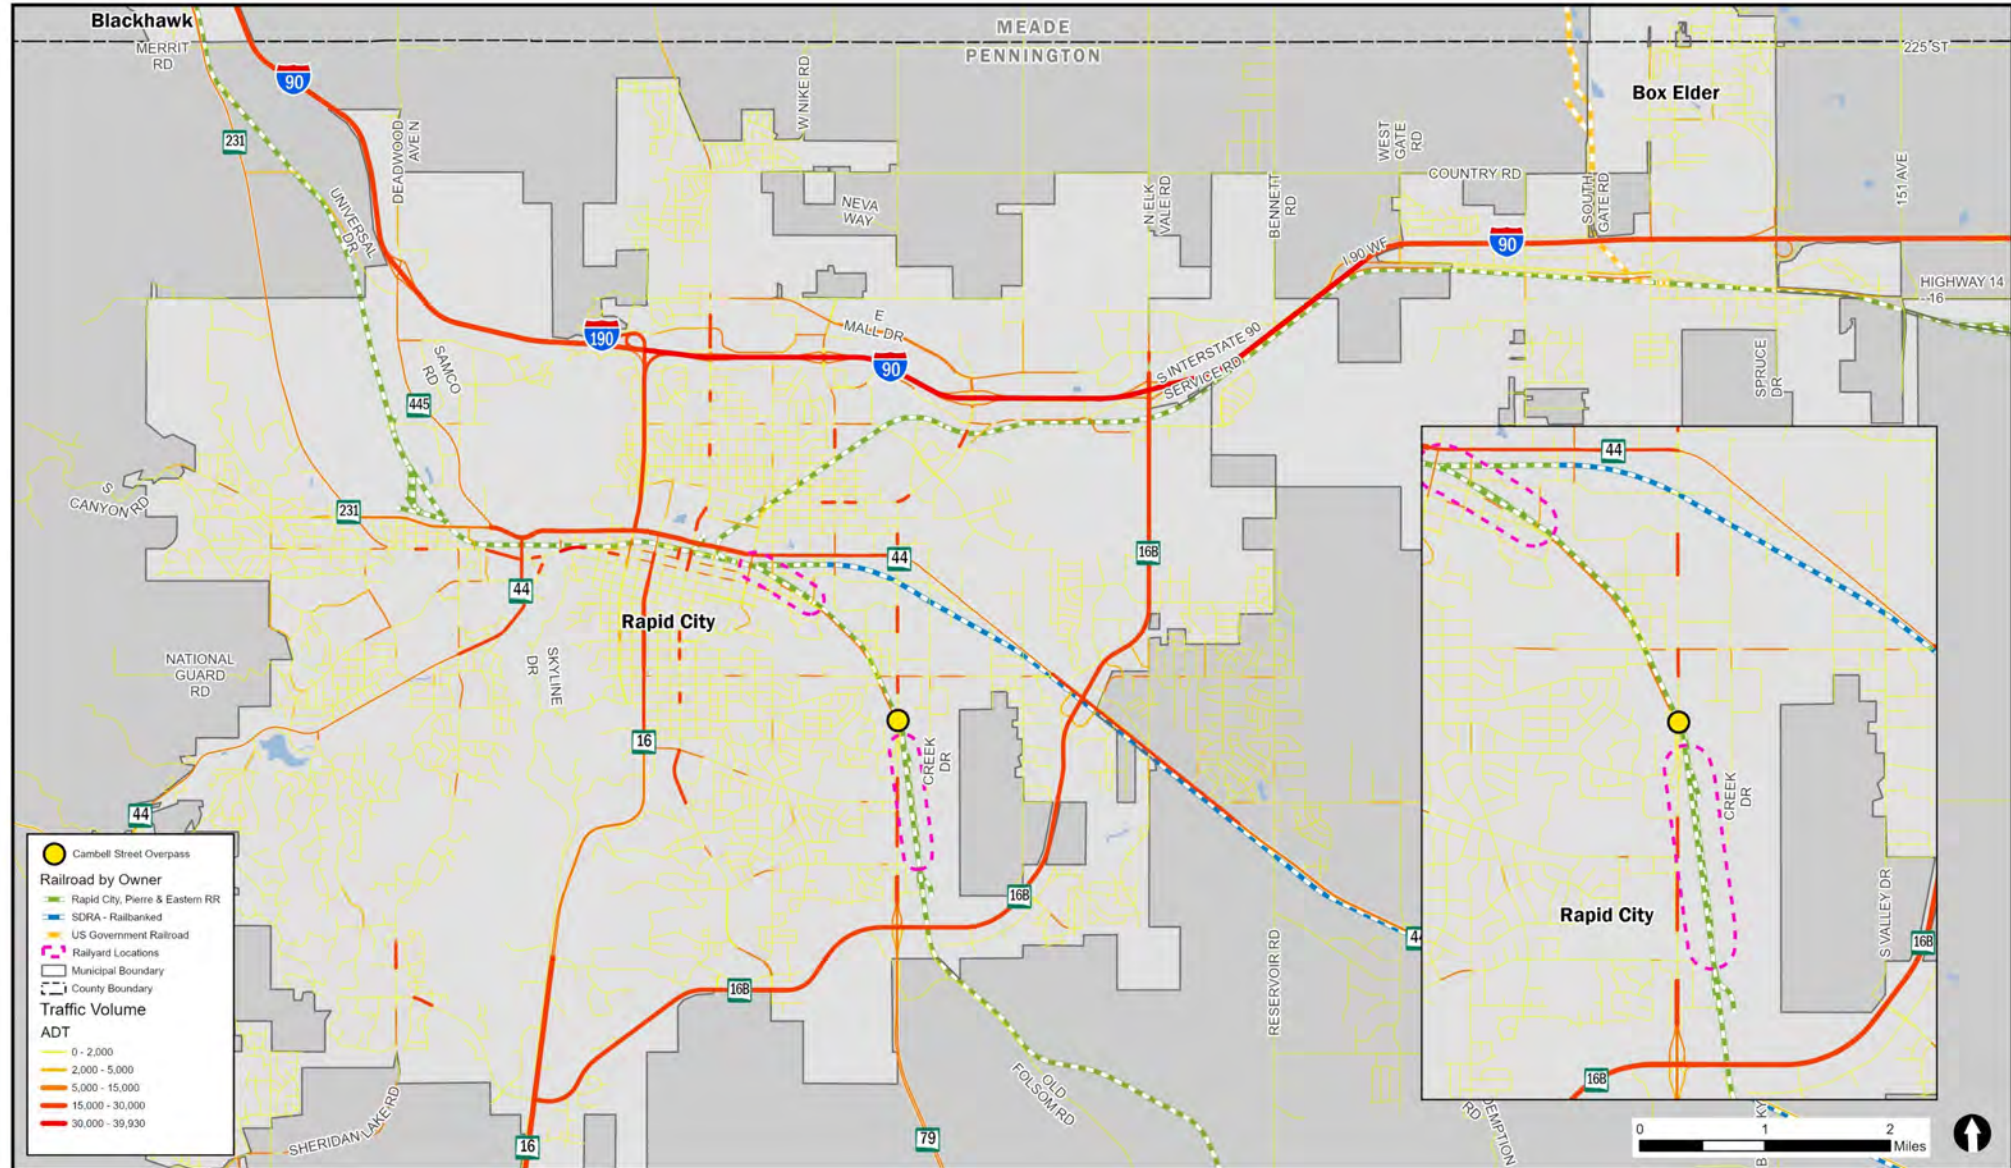 Blackhawk
MERRIT
RD
MEADE
PENNINGTON
225 ST
90
Box Elder
W NIKE RD
231
DEADWOOD
AVE N
WEST
GATE
RD
COUNTRY RD
151 AVE
UNIVERSAL
DR
NEVA
WAY
N ELK
VALE RD
BENNETT
RD
SOUTH
GATE RD
I 90 WF
90
HIGHWAY 14
-16
190
E
MALL DR
90
S INTERSTATE 90
SERVICE RD
SAMCO
RD
SPRUCE
DR
445
S
CANYON RD
231
44
16B
44
44
Rapid City
NATIONAL
GUARD
RD
SKYLINE
DR
16
CREEK
DR
CREEK
DR
44
16B
Rapid City
S VALLEY DR
16B
44
16B
RESERVOIR RD
16B
OLD
FOLSOM RD
SHERIDAN LAKE RD
16
79
DEMPTION
RD
KY
B
Cambell Street Overpass
Railroad by Owner
Rapid City, Pierre & Eastern RR
SDRA - Railbanked
US Government Railroad
Railyard Locations
Municipal Boundary
County Boundary
Traffic Volume
ADT
0 - 2,000
2,000 - 5,000
5,000 - 15,000
15,000 - 30,000
30,000 - 39,930
0 1 2
Miles